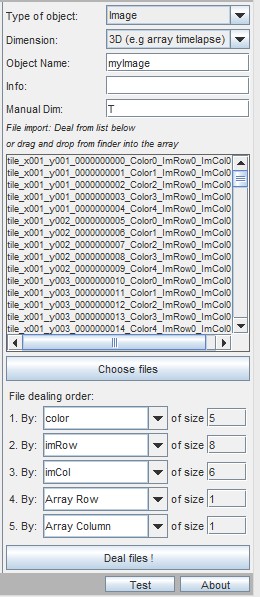 Type of object: Image
Dimension: 3D (e.g array timelapse)
Object Name: myImage
Info:
Manual Dim: T
File import: Deal from list below
or drag and drop from finder into the array
tile_x001_y001_0000000000_Color0_ImRow0_ImCol0
tile_x001_y001_0000000001_Color1_ImRow0_ImCol0
tile_x001_y001_0000000002_Color2_ImRow0_ImCol0
tile_x001_y001_0000000003_Color3_ImRow0_ImCol0
tile_x001_y001_0000000004_Color4_ImRow0_ImCol0
tile_x001_y002_0000000005_Color0_ImRow0_ImCol0
tile_x001_y002_0000000006_Color1_ImRow0_ImCol0
tile_x001_y002_0000000007_Color2_ImRow0_ImCol0
tile_x001_y002_0000000008_Color3_ImRow0_ImCol0
tile_x001_y002_0000000009_Color4_ImRow0_ImCol0
tile_x001_y003_0000000010_Color0_ImRow0_ImCol0
tile_x001_y003_0000000011_Color1_ImRow0_ImCol0
tile_x001_y003_0000000012_Color2_ImRow0_ImCol0
tile_x001_y003_0000000013_Color3_ImRow0_ImCol0
tile_x001_y003_0000000014_Color4_ImRow0_ImCol0
Choose files
File dealing order:
1. By: color of size 5
2. By: imRow of size 8
3. By: imCol of size 6
4. By: Array Row of size 1
5. By: Array Column of size 1
Deal files !
Test About